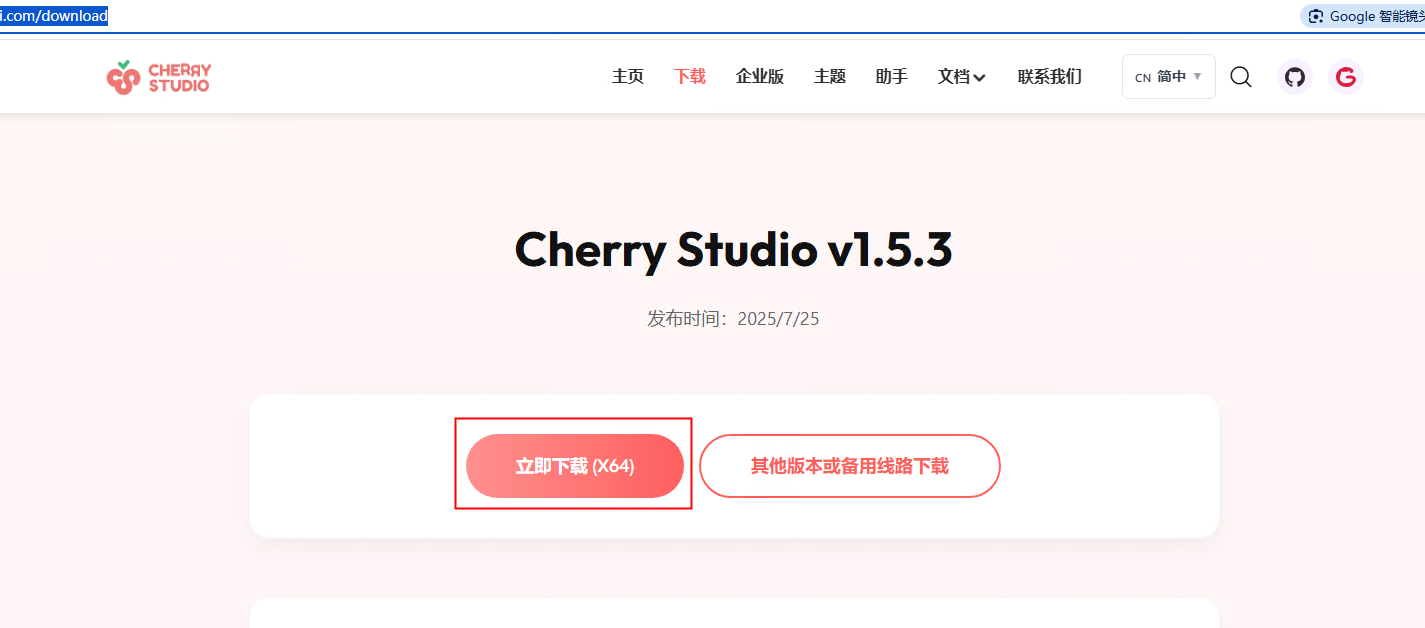 i.com/download
Google 智能镜头
CHERRY STUDIO
主页 下载 企业版 主题 助手 文档 联系我们 CN 简中
Cherry Studio v1.5.3
发布时间：2025/7/25
立即下载 (X64) 其他版本或备用线路下载